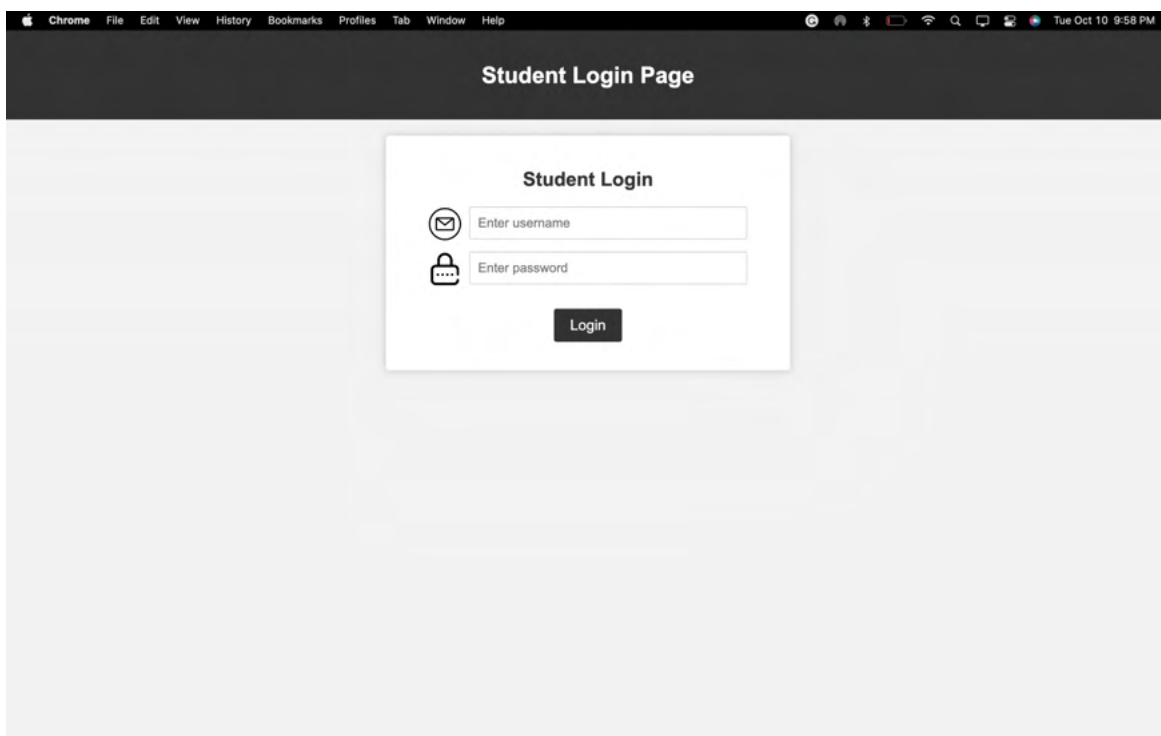 Chrome File Edit View History Bookmarks Profiles Tab Window Help Tue Oct 10 9:58 PM
Student Login Page
Student Login
Enter username
Enter password
Login